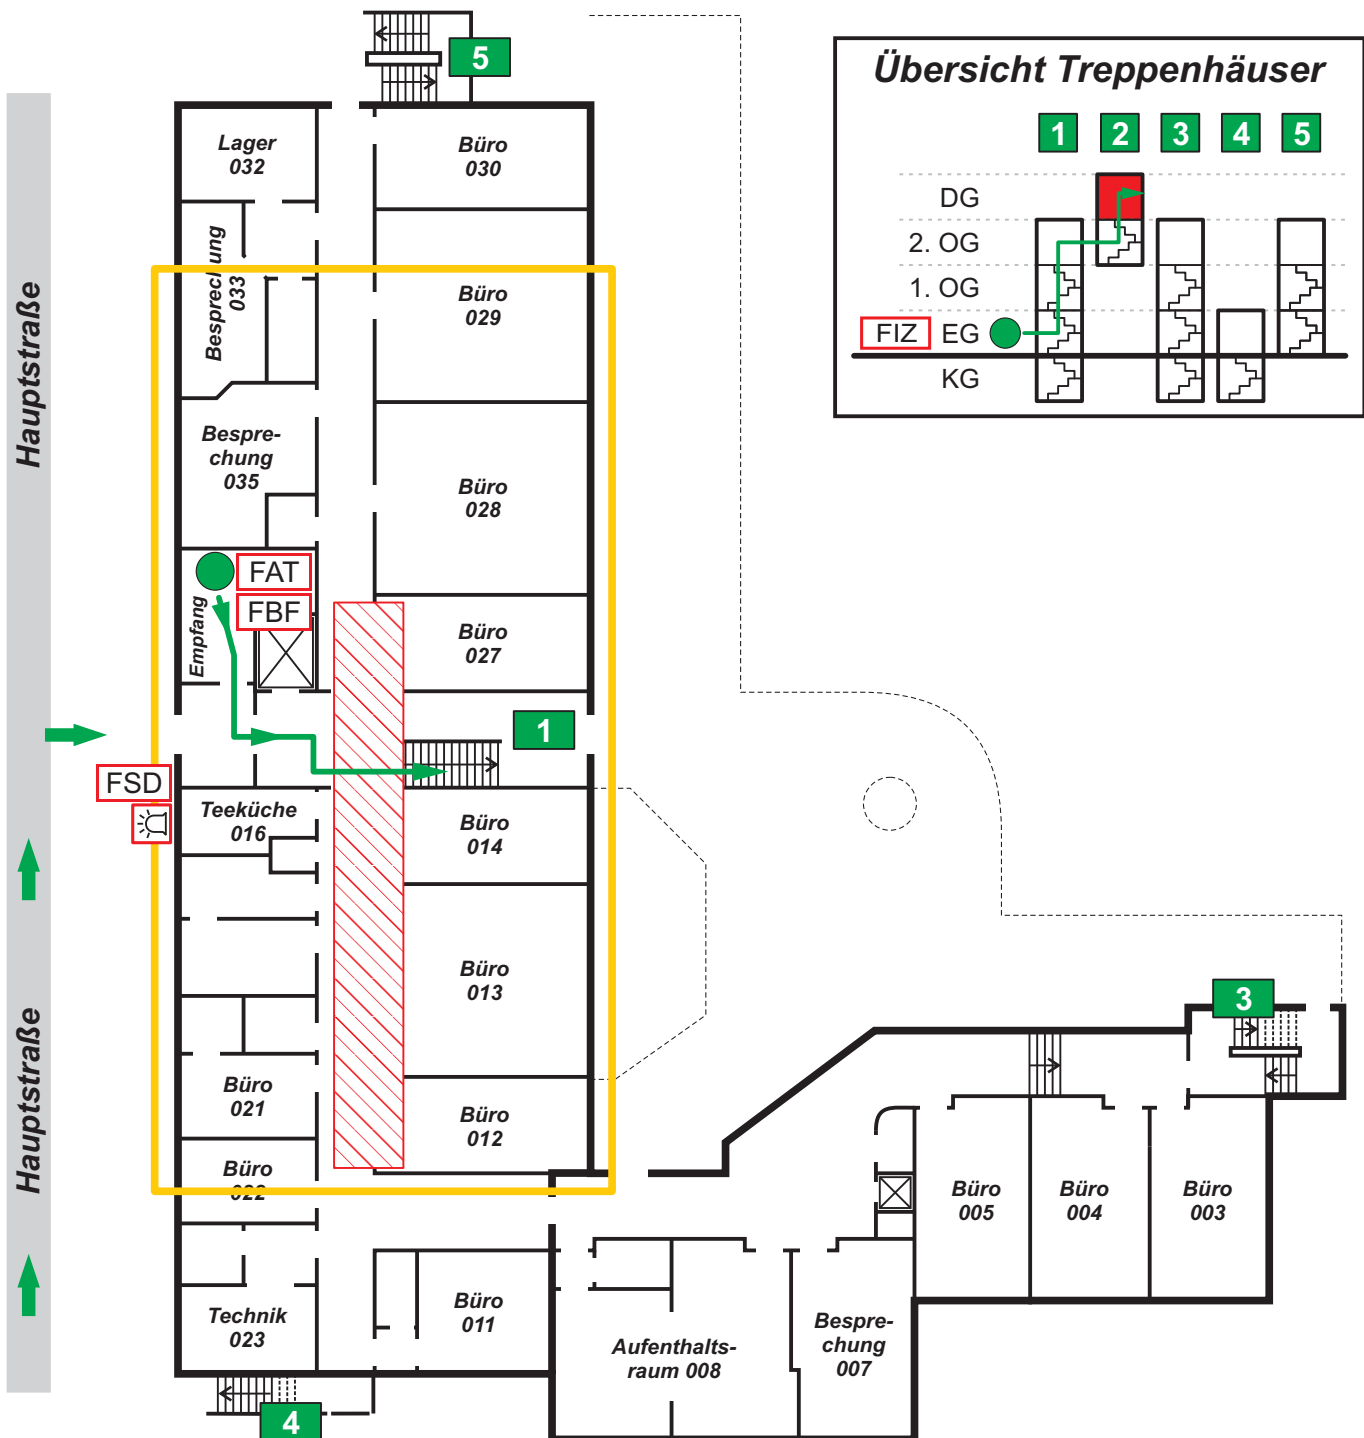 5
Übersicht Treppenhäuser
1 2 3 4 5
DG
2. OG
1. OG
FIZ EG
KG
Hauptstraße
Lager
032
Büro
030
Besprechung
033
Büro
029
Bespre-
chung
035
Büro
028
FAT
FBF
Empfang
Büro
027
1
FSD
Teeküche
016
Büro
014
Büro
013
3
Hauptstraße
Büro
021
Büro
012
Büro
022
Büro
005
Büro
004
Büro
003
Technik
023
Büro
011
Aufenthalts-
raum 008
Bespre-
chung
007
4